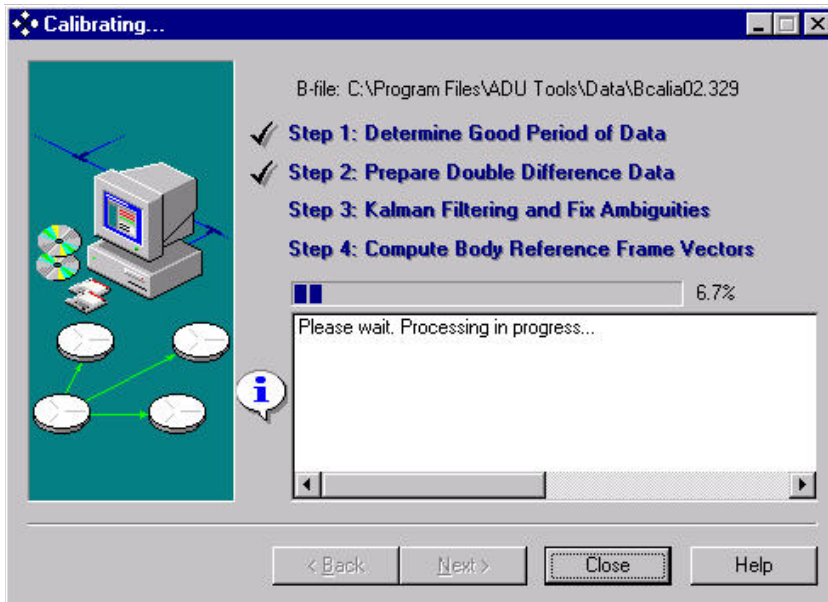 Calibrating...
B-file: C:\Program Files\ADU Tools\Data\Bcalia02.329
Step 1: Determine Good Period of Data
Step 2: Prepare Double Difference Data
Step 3: Kalman Filtering and Fix Ambiguities
Step 4: Compute Body Reference Frame Vectors
6.7%
Please wait. Processing in progress...
< Back
Next >
Close
Help